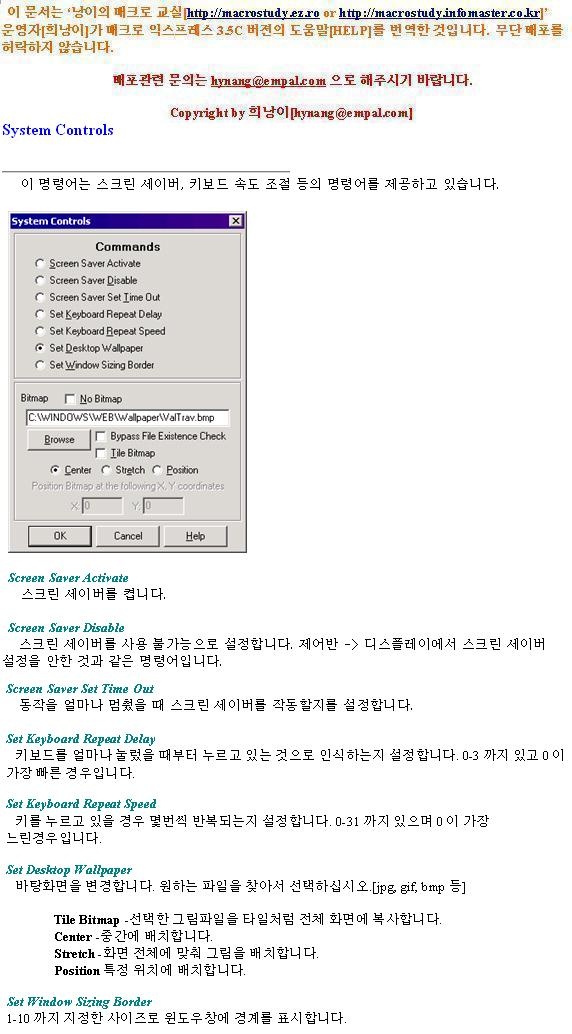 이 문서는 '낭이의 매크로 교실[http://macrostudy.ez.ro or http://macrostudy.infomaster.co.kr]'
운영자[희낭이]가 매크로 익스프레스 3.5C 버젼의 도움말[HELP]를 번역한 것입니다. 무단 배포를
허락하지 않습니다.
배포관련 문의는 hynang@empal.com 으로 해주시기 바랍니다.
Copyright by 희낭이[hynang@empal.com]
System Controls
이 명령어는 스크린 세이버, 키보드 속도 조절 등의 명령어를 제공하고 있습니다.
System Controls
Commands
Screen Saver Activate
Screen Saver Disable
Screen Saver Set Time Out
Set Keyboard Repeat Delay
Set Keyboard Repeat Speed
Set Desktop Wallpaper
Set Window Sizing Border
Bitmap No Bitmap
C:\WINDOWS\WEB\Wallpaper\ValTrav.bmp
Browse Bypass File Existence Check
Tile Bitmap
Center Stretch Position
Position Bitmap at the following X, Y coordinates
X: 0 Y: 0
OK Cancel Help
Screen Saver Activate
스크린 세이버를 켭니다.
Screen Saver Disable
스크린 세이버를 사용 불가능으로 설정합니다. 제어반 -> 디스플레이에서 스크린 세이버
설정을 안한 것과 같은 명령어입니다.
Screen Saver Set Time Out
동작을 얼마나 멈췄을 때 스크린 세이버를 작동할지를 설정합니다.
Set Keyboard Repeat Delay
키보드를 얼마나 눌렀을 때부터 누르고 있는 것으로 인식하는지 설정합니다. 0-3 까지 있고 0 이
가장 빠른 경우입니다.
Set Keyboard Repeat Speed
키를 누르고 있을 경우 몇번씩 반복되는지 설정합니다. 0-31 까지 있으며 0 이 가장
느린경우입니다.
Set Desktop Wallpaper
바탕화면을 변경합니다. 원하는 파일을 찾아서 선택하십시오.[jpg, gif, bmp 등]
Tile Bitmap -선택한 그림파일을 타일처럼 전체 화면에 복사합니다.
Center -중간에 배치합니다.
Stretch -화면 전체에 맞춰 그림을 배치합니다.
Position 특정 위치에 배치합니다.
Set Window Sizing Border
1-10 까지 지정한 사이즈로 윈도우창에 경계를 표시합니다.